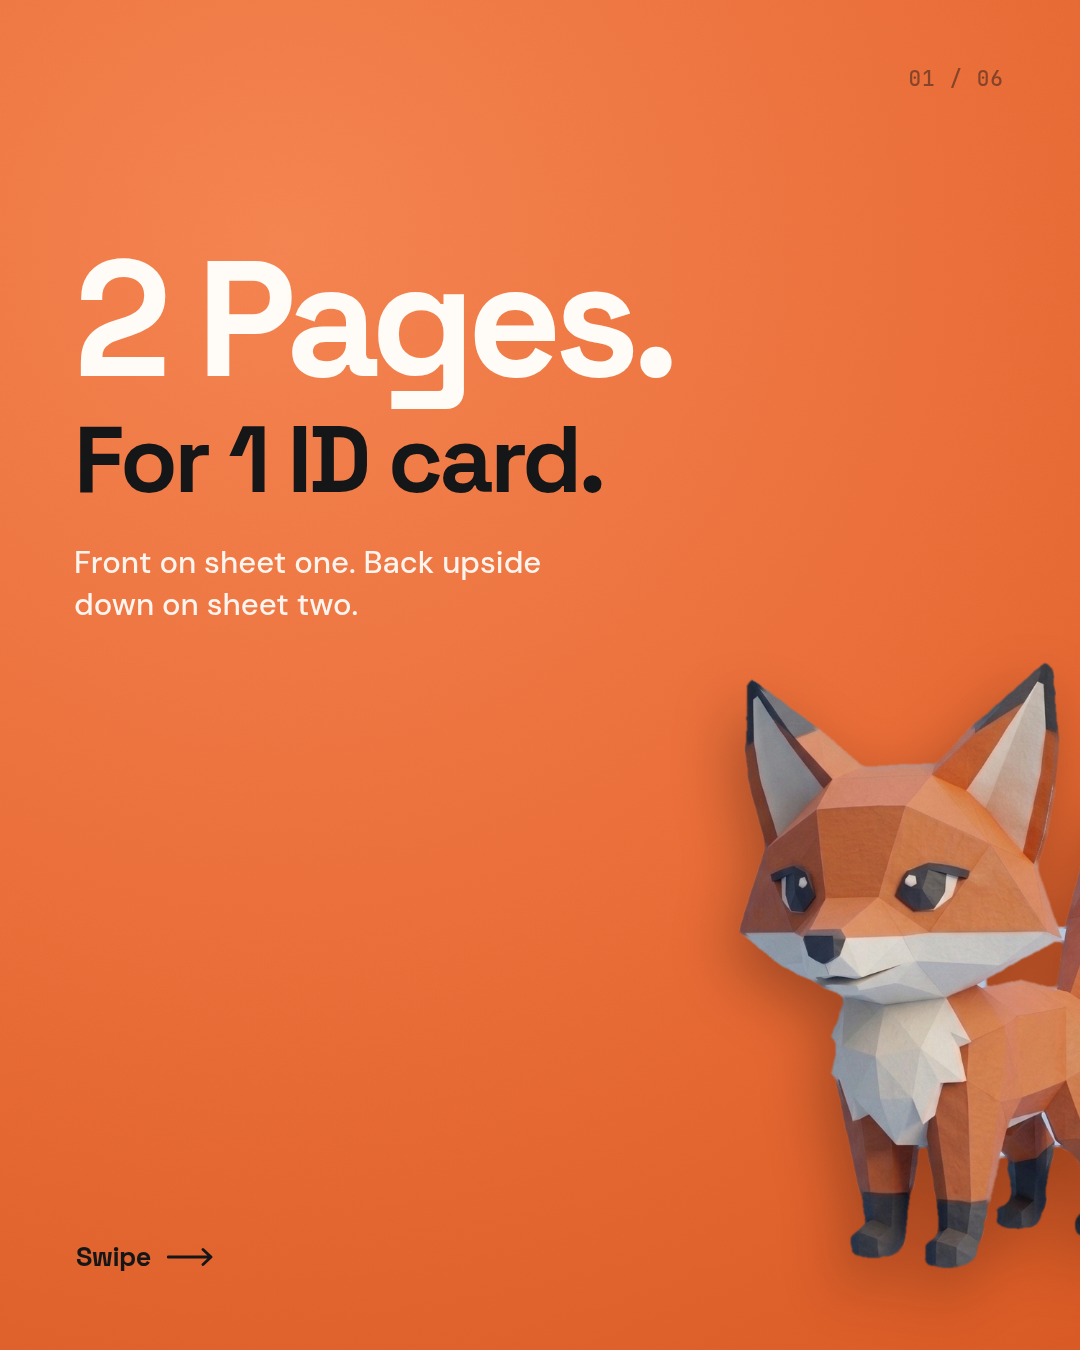 01 / 06
2 Pages.
For 1 ID card.
Front on sheet one. Back upside
down on sheet two.
Swipe →